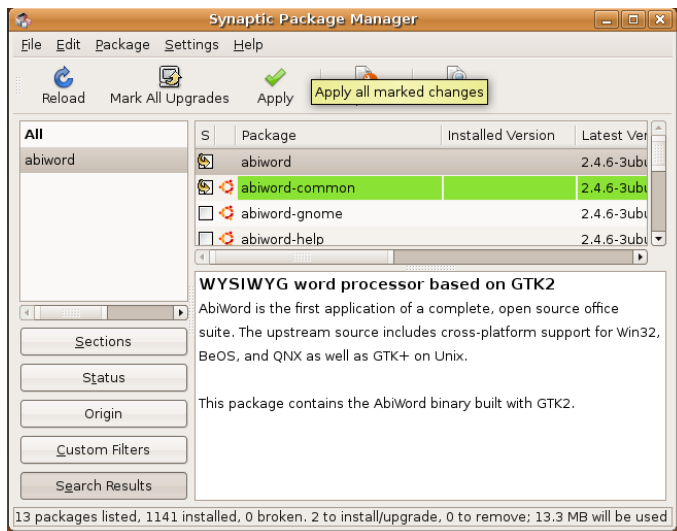 Synaptic Package Manager
File Edit Package Settings Help
Reload Mark All Upgrades Apply
Apply all marked changes
All
abiword
S Package Installed Version Latest Ver
abiword 2.4.6-3ubu
abiword-common 2.4.6-3ubu
abiword-gnome 2.4.6-3ubu
abiword-help 2.4.6-3ubu
WYSIWYG word processor based on GTK2
AbiWord is the first application of a complete, open source office
suite. The upstream source includes cross-platform support for Win32,
BeOS, and QNX as well as GTK+ on Unix.
This package contains the AbiWord binary built with GTK2.
Sections
Status
Origin
Custom Filters
Search Results
13 packages listed, 1141 installed, 0 broken. 2 to install/upgrade, 0 to remove; 13.3 MB will be used